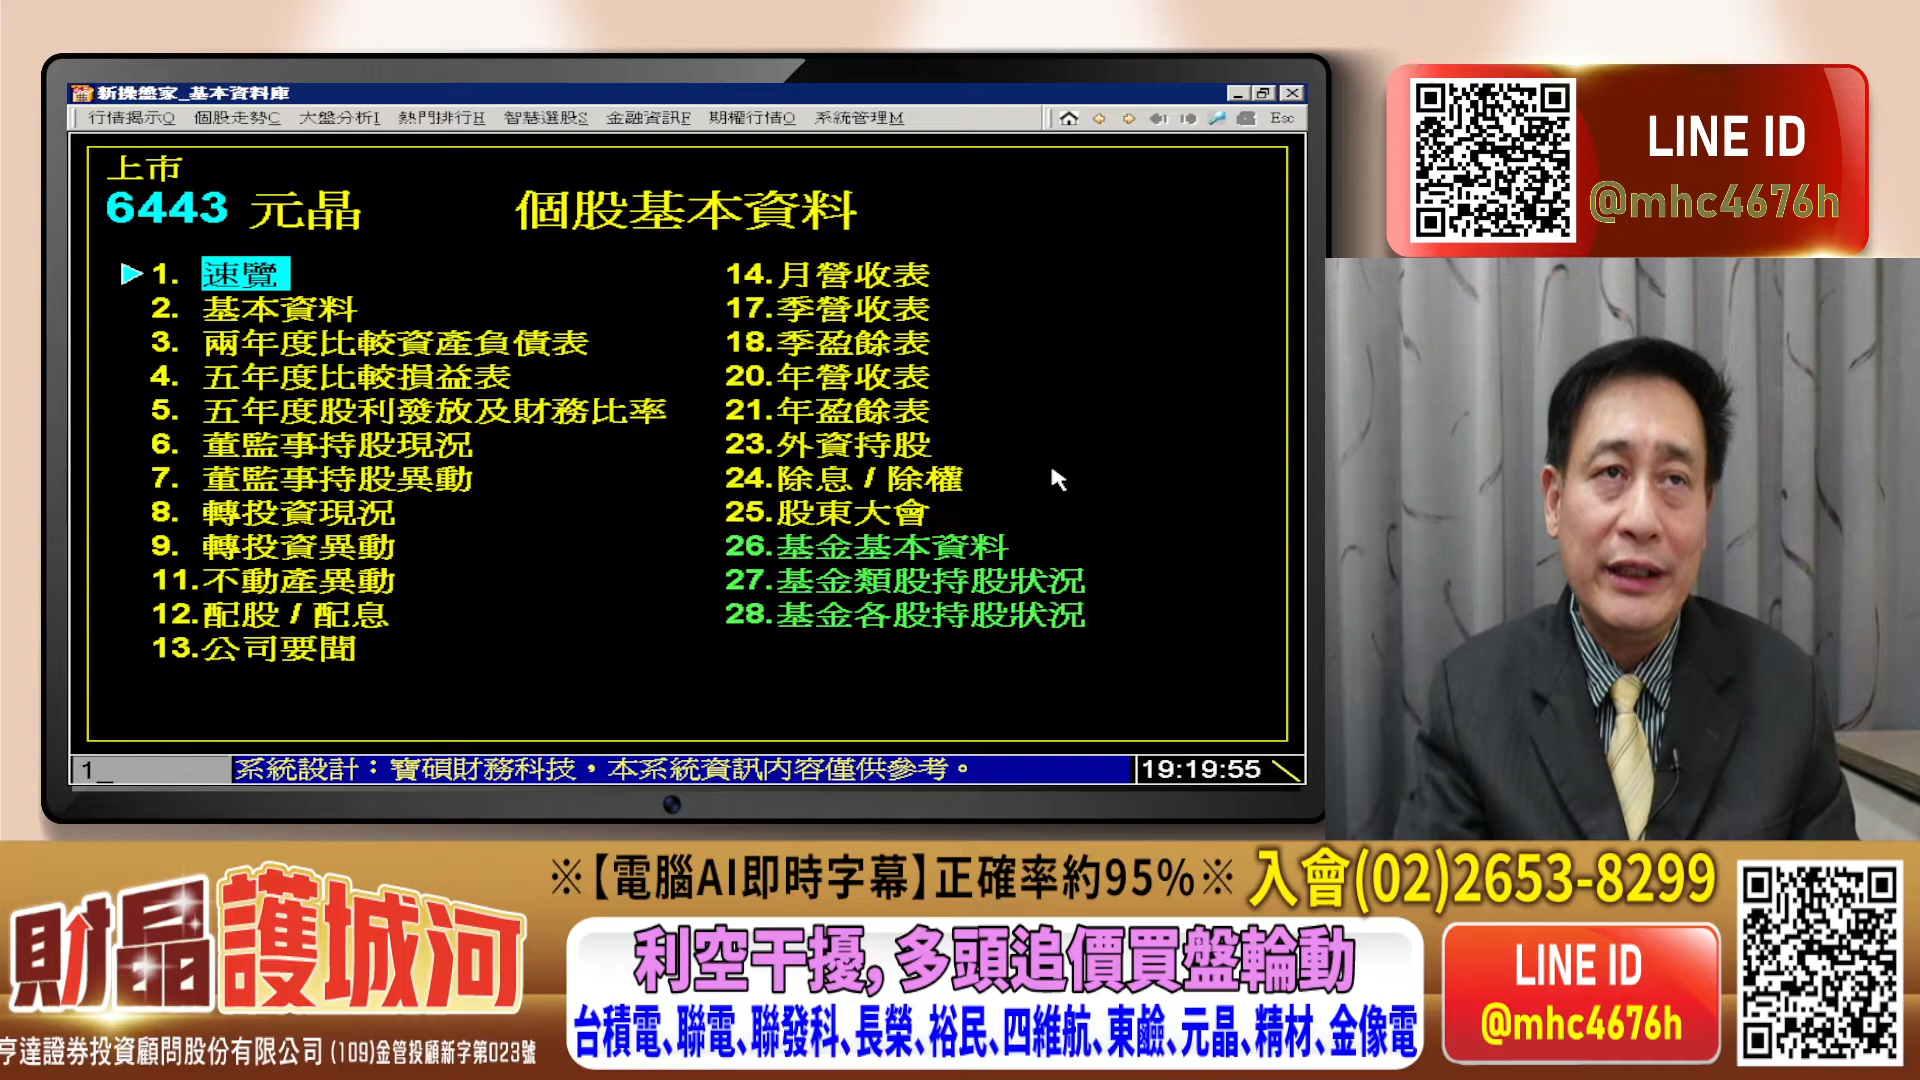 新操盤家_基本資料庫
行情揭示Q 個股走勢C 大盤分析I 熱門排行H 智慧選股S 金融資訊F 期權行情O 系統管理M Esc
上市
6443 元晶 個股基本資料
1. 速覽
2. 基本資料
3. 兩年度比較資產負債表
4. 五年度比較損益表
5. 五年度股利發放及財務比率
6. 董監事持股現況
7. 董監事持股異動
8. 轉投資現況
9. 轉投資異動
11.不動產異動
12.配股/配息
13.公司要聞
14.月營收表
17.季營收表
18.季盈餘表
20.年營收表
21.年盈餘表
23.外資持股
24.除息/除權
25.股東大會
26.基金基本資料
27.基金類股持股狀況
28.基金各股持股狀況
1_ 系統設計：寶碩財務科技，本系統資訊內容僅供參考。 19:19:55
LINE ID
@mhc4676h
※【電腦AI即時字幕】正確率約95%※ 入會(02)2653-8299
財晶護城河
利空干擾,多頭追價買盤輪動
台積電、聯電、聯發科、長榮、裕民、四維航、東鹼、元晶、精材、金像電
亨達證券投資顧問股份有限公司 (109)金管投顧新字第023號
LINE ID
@mhc4676h